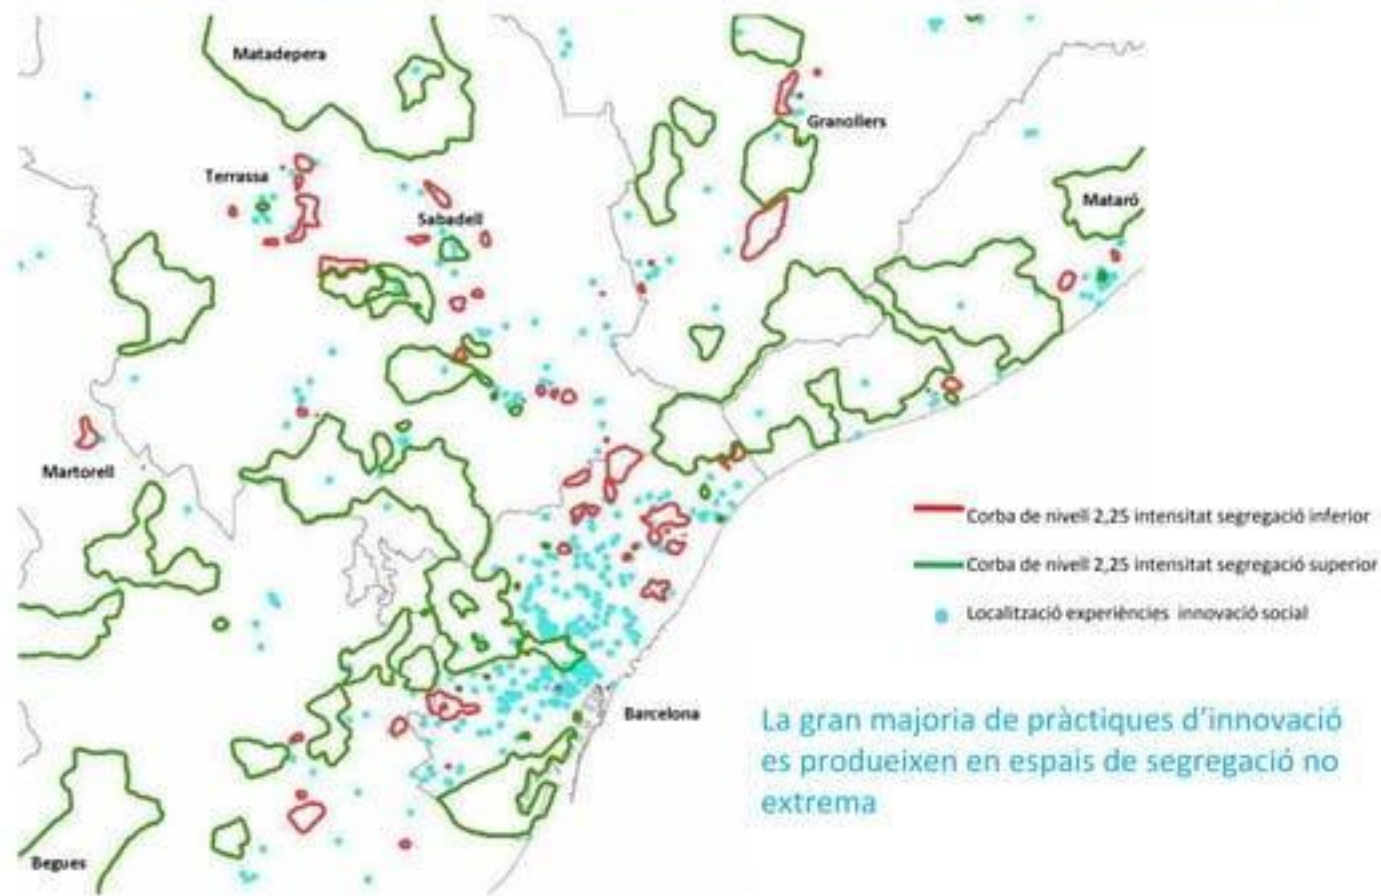 Matadepera
Granollers
Terrassa
Mataró
Sabadell
Martorell
Corba de nivell 2,25 intensitat segregació inferior
Corba de nivell 2,25 intensitat segregació superior
Localització experiències innovació social
Barcelona
La gran majoria de pràctiques d'innovació
es produeixen en espais de segregació no
extrema
Begues